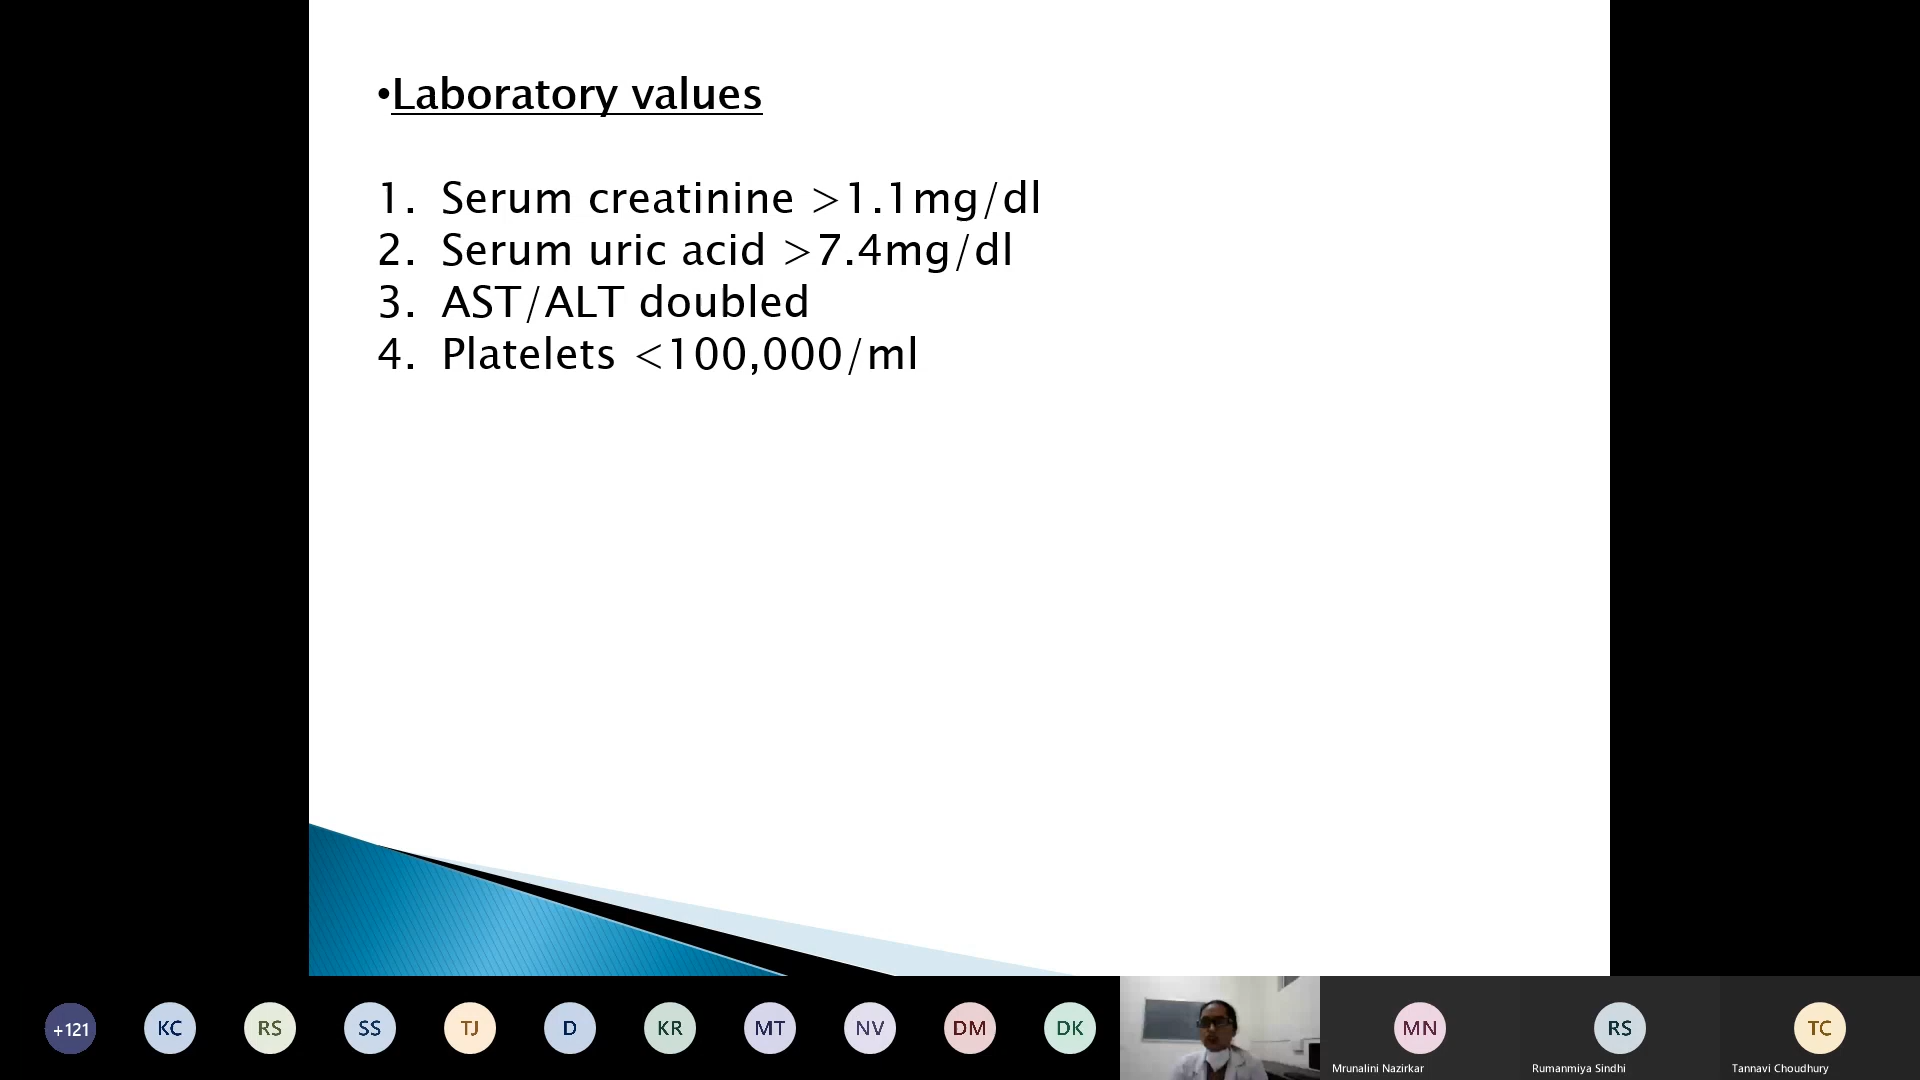 •Laboratory values
1. Serum creatinine >1.1mg/dl
2. Serum uric acid >7.4mg/dl
3. AST/ALT doubled
4. Platelets <100,000/ml
+121 KC RS SS TJ D KR MT NV DM DK MN RS TC
Mrunalini Nazirkar Rumanmiya Sindhi Tannavi Choudhury